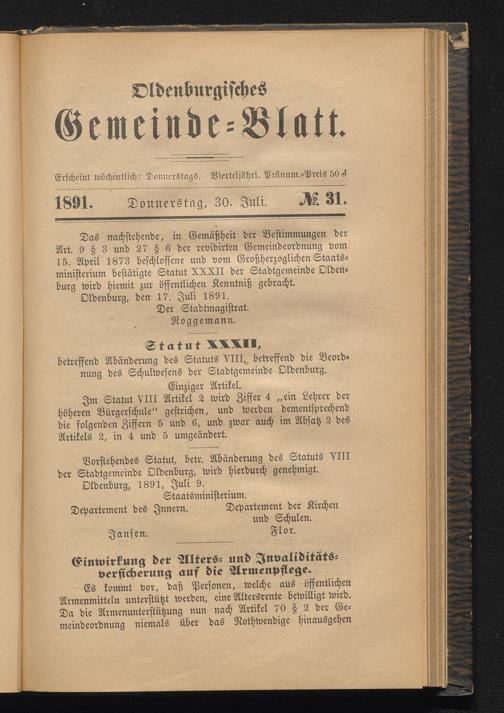 Oldenburgisches
Gemeinde=Blatt.
Erscheint wöchentlich: Donnerstags. Vierteljährl. Pränum.=Preis 50 ₰
1891. Donnerstag, 30. Juli. № 31.
Das nachstehende, in Gemäßheit der Bestimmungen der
Art. 9 § 3 und 27 § 6 der revidirten Gemeindeordnung vom
15. April 1873 beschlossene und vom Großherzoglichen Staats=
ministerium bestätigte Statut XXXII der Stadtgemeinde Olden=
burg wird hiemit zur öffentlichen Kenntniß gebracht.
Oldenburg, den 17. Juli 1891.
Der Stadtmagistrat.
Roggemann.
Statut XXXII,
betreffend Abänderung des Statuts VIII, betreffend die Beord=
nung des Schulwesens der Stadtgemeinde Oldenburg.
Einziger Artikel.
Im Statut VIII Artikel 2 wird Ziffer 4 „ein Lehrer der
höheren Bürgerschule“ gestrichen, und werden dementsprechend
die folgenden Ziffern 5 und 6, und zwar auch im Absatz 2 des
Artikels 2, in 4 und 5 umgeändert.
Vorstehendes Statut, betr. Abänderung des Statuts VIII
der Stadtgemeinde Oldenburg, wird hierdurch genehmigt.
Oldenburg, 1891, Juli 9.
Staatsministerium.
Departement des Innern. Departement der Kirchen
und Schulen.
Jansen. Flor.
Einwirkung der Alters= und Invaliditäts=
versicherung auf die Armenpflege.
Es kommt vor, daß Personen, welche aus öffentlichen
Armenmitteln unterstützt werden, eine Altersrente bewilligt wird.
Da die Armenunterstützung nun nach Artikel 70 § 2 der Ge=
meindeordnung niemals über das Nothwendige hinausgehen